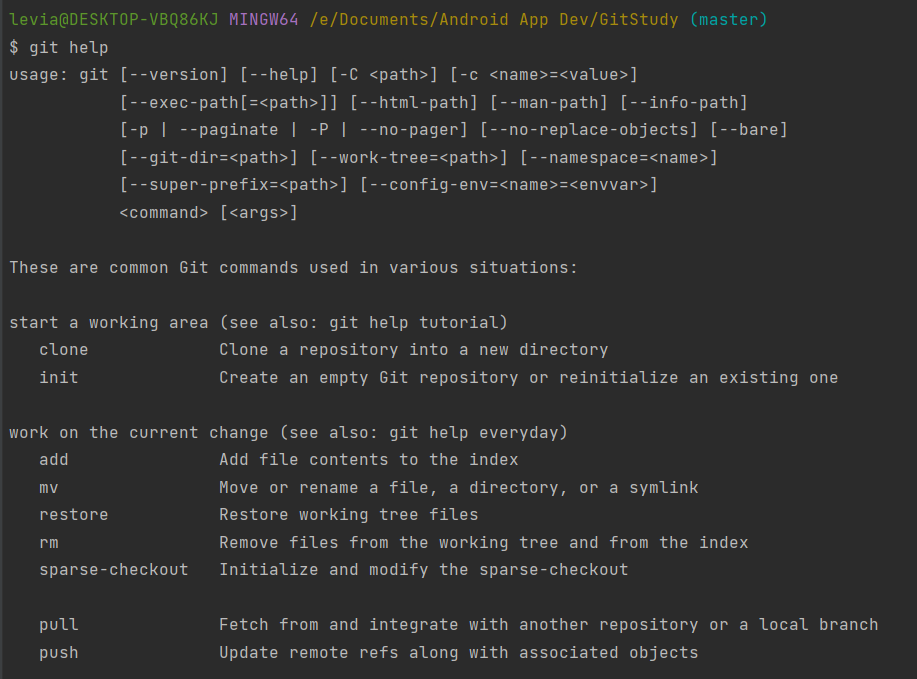 levia@DESKTOP-VBQ86KJ MINGW64 /e/Documents/Android App Dev/GitStudy (master)
$ git help
usage: git [--version] [--help] [-C <path>] [-c <name>=<value>]
           [--exec-path[=<path>]] [--html-path] [--man-path] [--info-path]
           [-p | --paginate | -P | --no-pager] [--no-replace-objects] [--bare]
           [--git-dir=<path>] [--work-tree=<path>] [--namespace=<name>]
           [--super-prefix=<path>] [--config-env=<name>=<envvar>]
           <command> [<args>]

These are common Git commands used in various situations:

start a working area (see also: git help tutorial)
   clone             Clone a repository into a new directory
   init              Create an empty Git repository or reinitialize an existing one

work on the current change (see also: git help everyday)
   add               Add file contents to the index
   mv                Move or rename a file, a directory, or a symlink
   restore           Restore working tree files
   rm                Remove files from the working tree and from the index
   sparse-checkout   Initialize and modify the sparse-checkout

   pull              Fetch from and integrate with another repository or a local branch
   push              Update remote refs along with associated objects